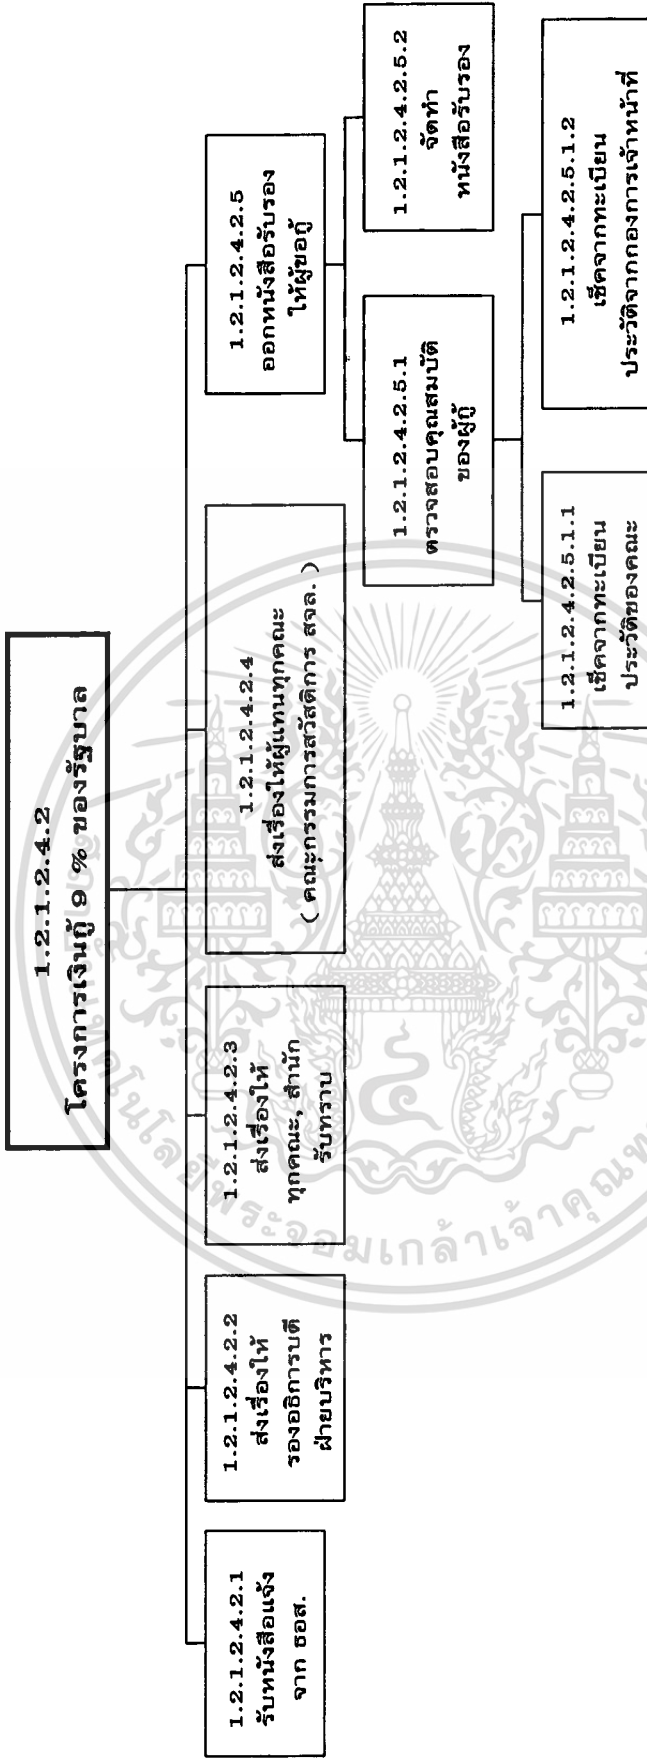 1.2.1.2.4.2
โครงการเงินกู้ 9 % ของรัฐบาล
1.2.1.2.4.2.1
รับหนังสือแจ้ง
จาก ธอส.
1.2.1.2.4.2.2
ส่งเรื่องให้
รองอธิการบดี
ฝ่ายบริหาร
1.2.1.2.4.2.3
ส่งเรื่องให้
ทุกคณะ, สำนัก
รับทราบ
1.2.1.2.4.2.4
ส่งเรื่องให้ผู้แทนทุกคณะ
( คณะกรรมการสวัสดิการ สจล. )
1.2.1.2.4.2.5
ออกหนังสือรับรอง
ให้ผู้ขอกู้
1.2.1.2.4.2.5.1
ตรวจสอบคุณสมบัติ
ของผู้กู้
1.2.1.2.4.2.5.2
จัดทำ
หนังสือรับรอง
1.2.1.2.4.2.5.1.1
เช็คจากทะเบียน
ประวัติของคณะ
1.2.1.2.4.2.5.1.2
เช็คจากทะเบียน
ประวัติจากกองการเจ้าหน้าที่
พระจอมเกล้าเจ้าคุณท